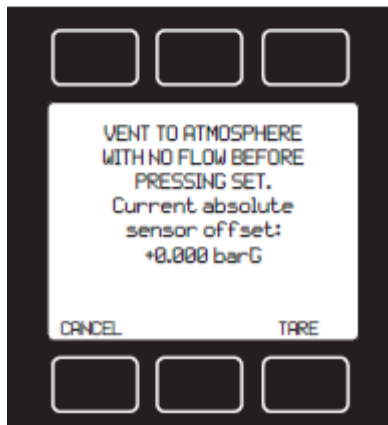 VENT TO ATMOSPHERE
WITH NO FLOW BEFORE
PRESSING SET.
Current absolute
sensor offset:
+0.000 barG
CANCEL TARE